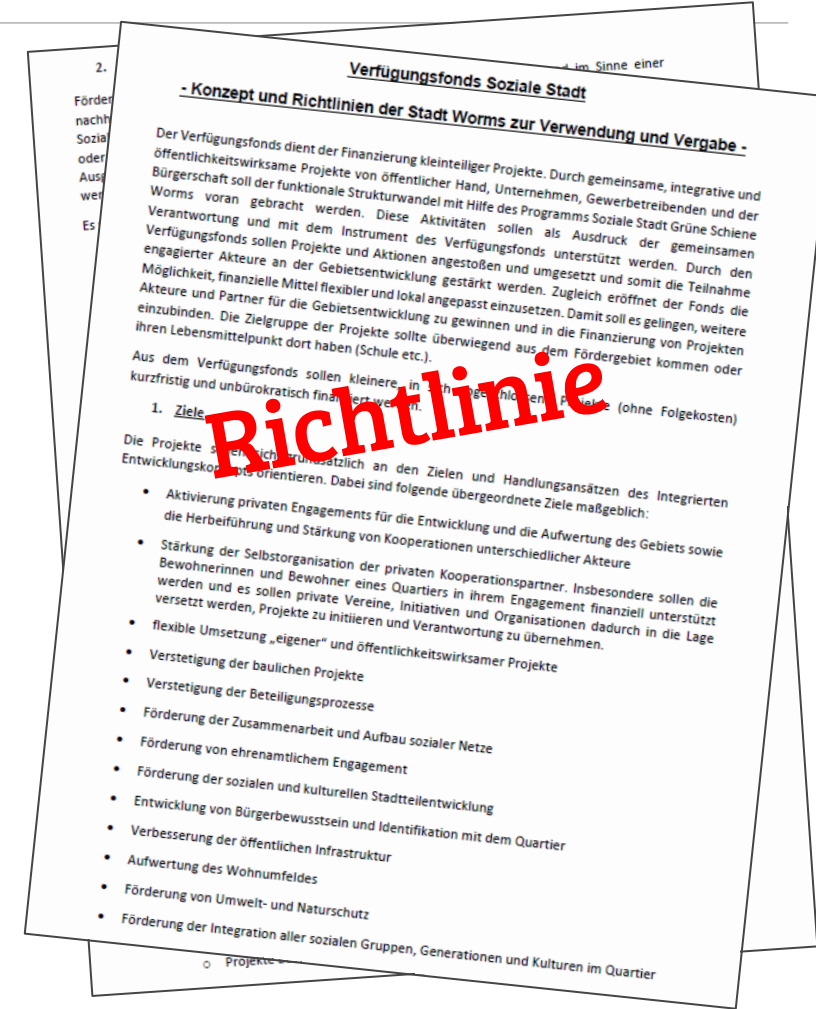 Verfügungsfonds Soziale Stadt
- Konzept und Richtlinien der Stadt Worms zur Verwendung und Vergabe -
Der Verfügungsfonds dient der Finanzierung kleinteiliger Projekte. Durch gemeinsame, integrative und
öffentlichkeitswirksame Projekte von öffentlicher Hand, Unternehmen, Gewerbetreibenden und der
Bürgerschaft soll der funktionale Strukturwandel mit Hilfe des Programms Soziale Stadt Grüne Schiene
Worms voran gebracht werden. Diese Aktivitäten sollen als Ausdruck der gemeinsamen
Verantwortung und mit dem Instrument des Verfügungsfonds unterstützt werden. Durch den
Verfügungsfonds sollen Projekte und Aktionen angestoßen und umgesetzt und somit die Teilnahme
engagierter Akteure an der Gebietsentwicklung gestärkt werden. Zugleich eröffnet der Fonds die
Möglichkeit, finanzielle Mittel flexibler und lokal angepasst einzusetzen. Damit soll es gelingen, weitere
Akteure und Partner für die Gebietsentwicklung zu gewinnen und in die Finanzierung von Projekten
einzubinden. Die Zielgruppe der Projekte sollte überwiegend aus dem Fördergebiet kommen oder
ihren Lebensmittelpunkt dort haben (Schule etc.).
Aus dem Verfügungsfonds sollen kleinere, in sich abgeschlossene Projekte (ohne Folgekosten)
kurzfristig und unbürokratisch finanziert werden.
Richtlinie
1. Ziele
Die Projekte sollen sich grundsätzlich an den Zielen und Handlungsansätzen des Integrierten
Entwicklungskonzepts orientieren. Dabei sind folgende übergeordnete Ziele maßgeblich:
• Aktivierung privaten Engagements für die Entwicklung und die Aufwertung des Gebiets sowie
die Herbeiführung und Stärkung von Kooperationen unterschiedlicher Akteure
• Stärkung der Selbstorganisation der privaten Kooperationspartner. Insbesondere sollen die
Bewohnerinnen und Bewohner eines Quartiers in ihrem Engagement finanziell unterstützt
werden und es sollen private Vereine, Initiativen und Organisationen dadurch in die Lage
versetzt werden, Projekte zu initiieren und Verantwortung zu übernehmen.
• flexible Umsetzung „eigener“ und öffentlichkeitswirksamer Projekte
• Verstetigung der baulichen Projekte
• Verstetigung der Beteiligungsprozesse
• Förderung der Zusammenarbeit und Aufbau sozialer Netze
• Förderung von ehrenamtlichem Engagement
• Förderung der sozialen und kulturellen Stadtteilentwicklung
• Entwicklung von Bürgerbewusstsein und Identifikation mit dem Quartier
• Verbesserung der öffentlichen Infrastruktur
• Aufwertung des Wohnumfeldes
• Förderung von Umwelt- und Naturschutz
• Förderung der Integration aller sozialen Gruppen, Generationen und Kulturen im Quartier
2.
im Sinne einer
Förder
nachh
Sozial
oder
Ausg
wer
Es
o Projekte